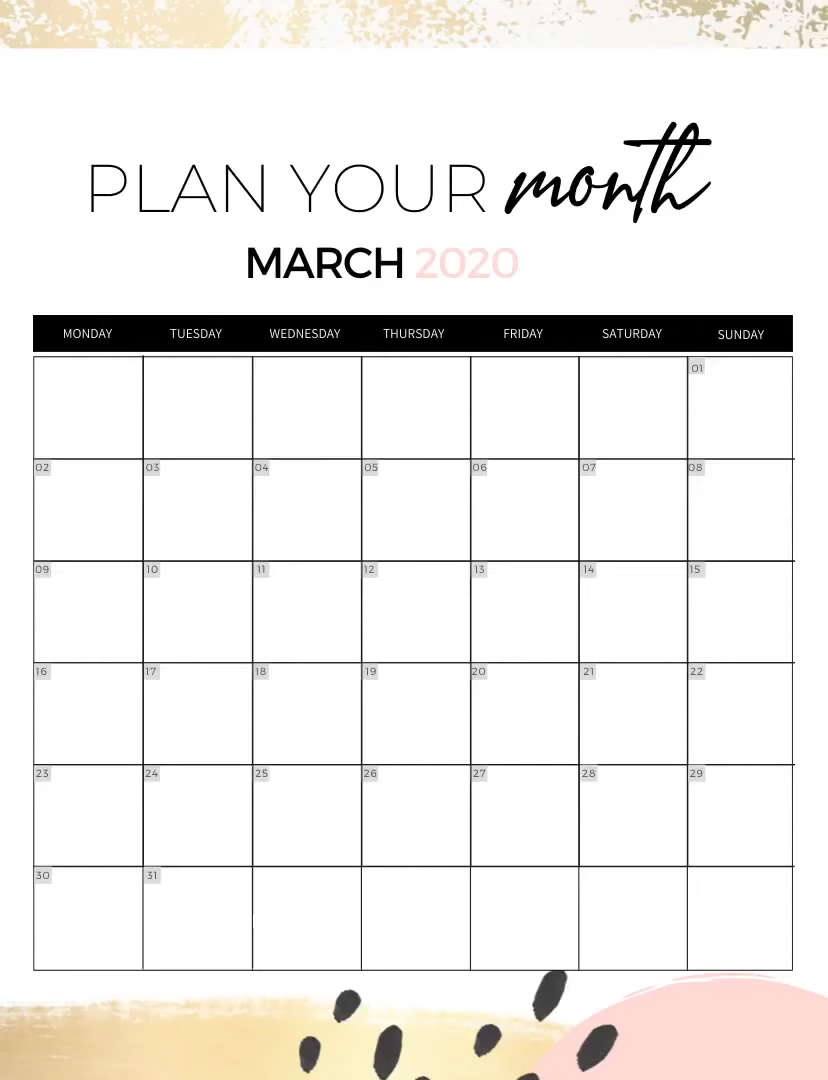 PLAN YOUR month
MARCH 2020
MONDAY TUESDAY WEDNESDAY THURSDAY FRIDAY SATURDAY SUNDAY
01
02 03 04 05 06 07 08
09 10 11 12 13 14 15
16 17 18 19 20 21 22
23 24 25 26 27 28 29
30 31